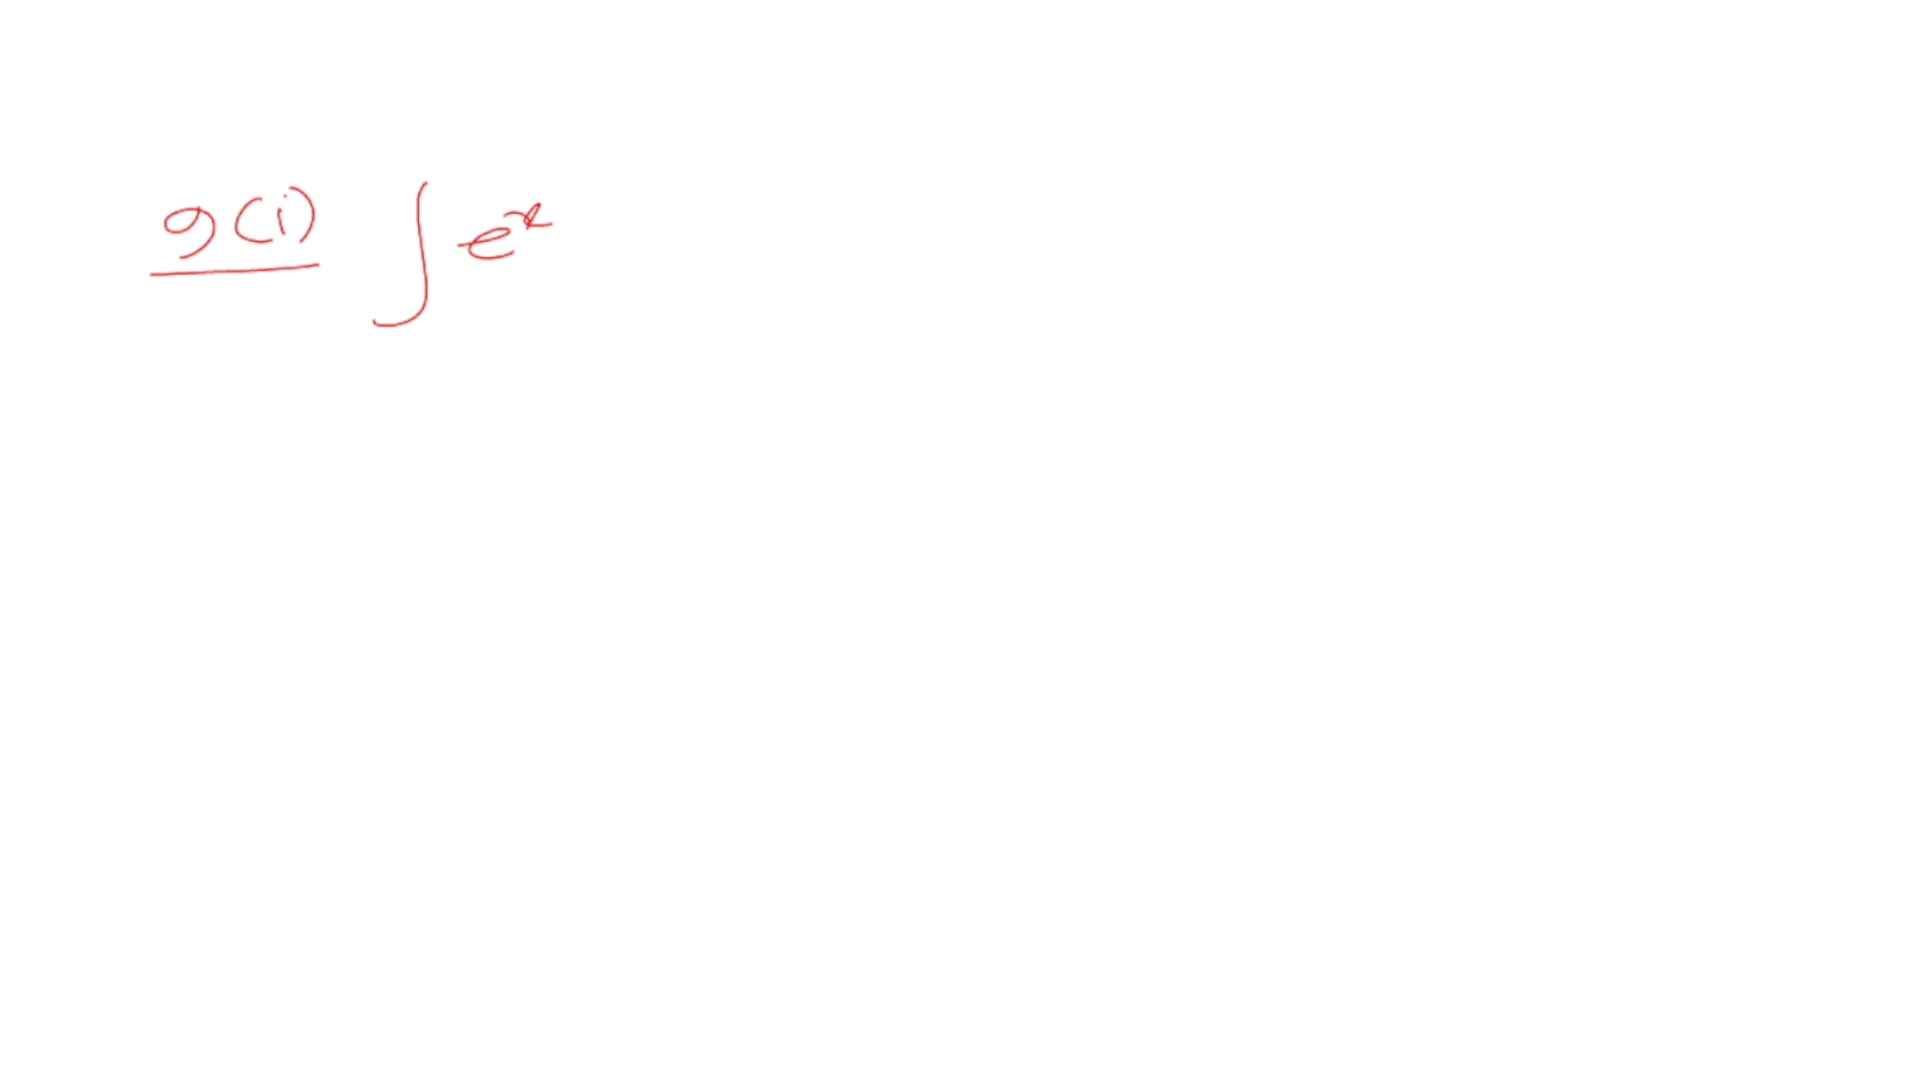 9(i) ∫ e^x